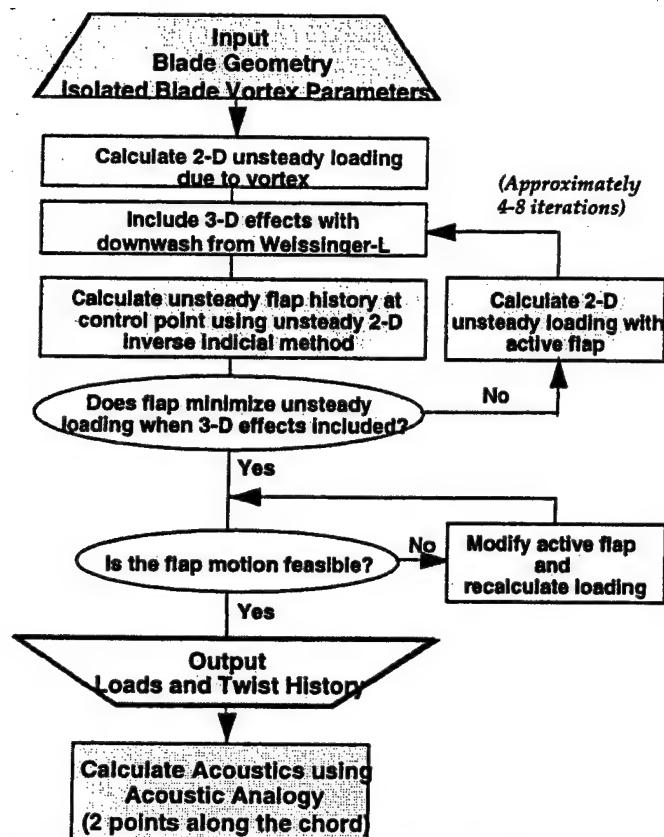 Input
Blade Geometry
Isolated Blade Vortex Parameters
Calculate 2-D unsteady loading
due to vortex
(Approximately
4-8 iterations)
Include 3-D effects with
downwash from Weissinger-L
Calculate unsteady flap history at
control point using unsteady 2-D
inverse indicial method
Calculate 2-D
unsteady loading with
active flap
Does flap minimize unsteady
loading when 3-D effects included?
No
Yes
Is the flap motion feasible?
No
Modify active flap
and
recalculate loading
Yes
Output
Loads and Twist History
Calculate Acoustics using
Acoustic Analogy
(2 points along the chord)